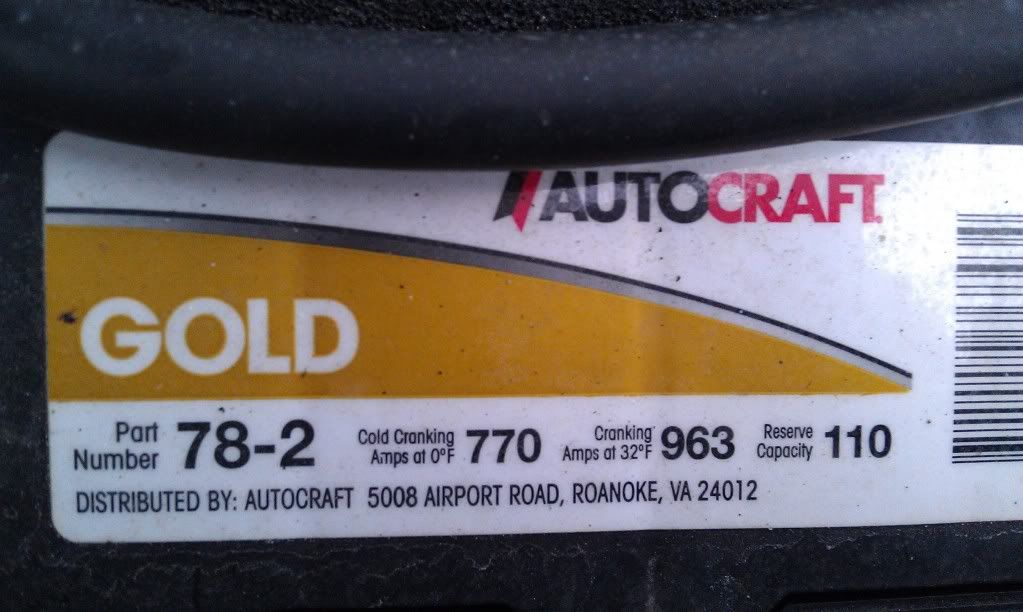 AUTOCRAFT
GOLD
Part Number 78-2 Cold Cranking Amps at 0°F 770 Cranking Amps at 32°F 963 Reserve Capacity 110
DISTRIBUTED BY: AUTOCRAFT 5008 AIRPORT ROAD, ROANOKE, VA 24012